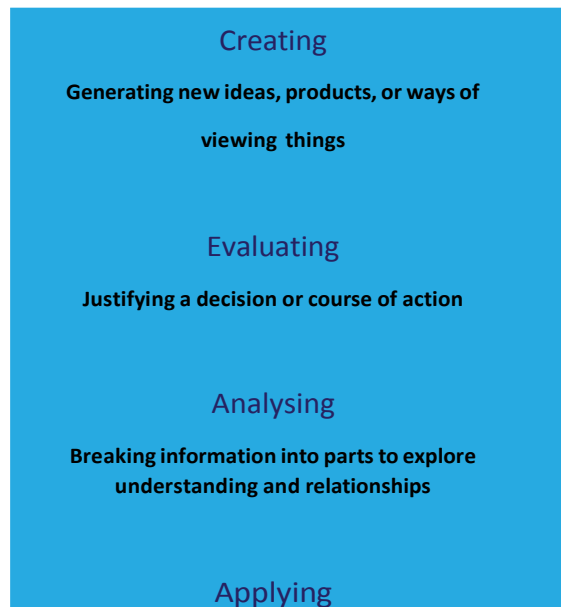 Creating
Generating new ideas, products, or ways of
viewing things
Evaluating
Justifying a decision or course of action
Analysing
Breaking information into parts to explore
understanding and relationships
Applying